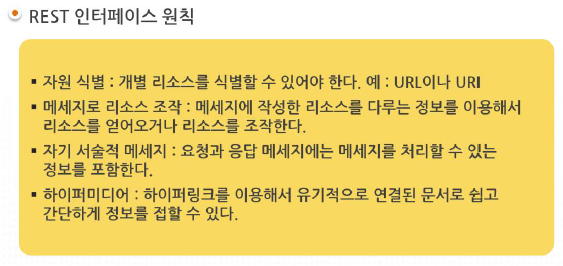 REST 인터페이스 원칙
▪ 자원 식별 : 개별 리소스를 식별할 수 있어야 한다. 예 : URL이나 URI
▪ 메세지로 리소스 조작 : 메세지에 작성한 리소스를 다루는 정보를 이용해서
리소스를 얻어오거나 리소스를 조작한다.
▪ 자기 서술적 메세지 : 요청과 응답 메세지에는 메세지를 처리할 수 있는
정보를 포함한다.
▪ 하이퍼미디어 : 하이퍼링크를 이용해서 유기적으로 연결된 문서로 쉽고
간단하게 정보를 접할 수 있다.